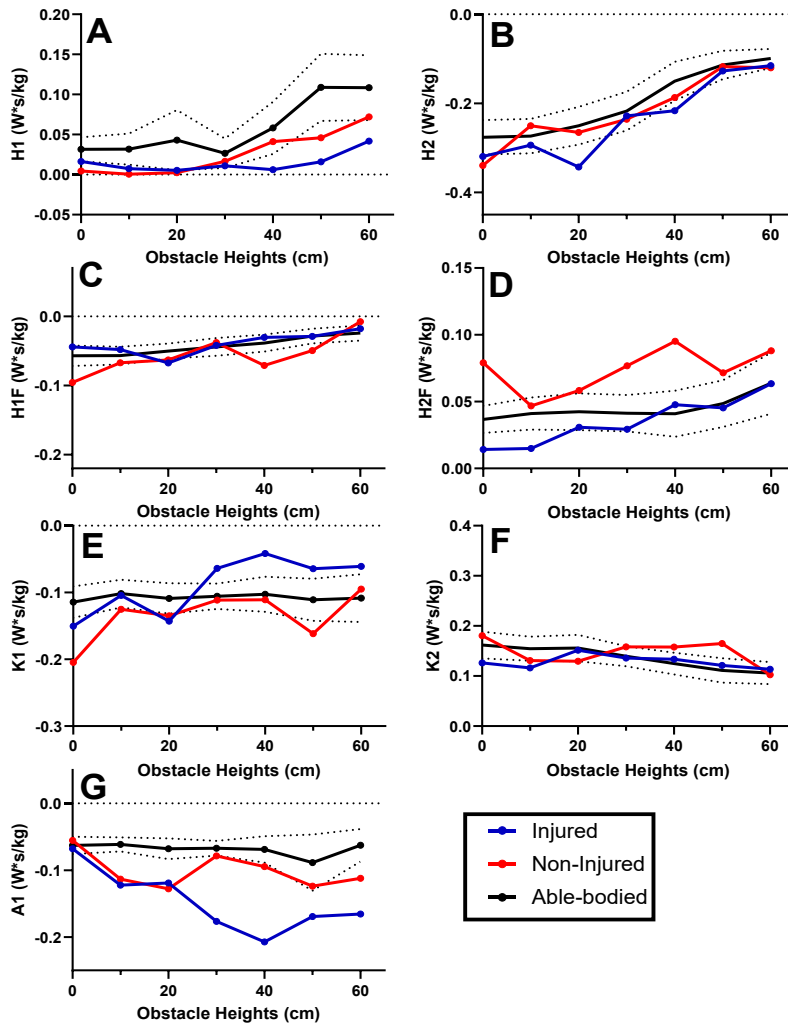 A
H1 (W*s/kg)
0.20
0.15
0.10
0.05
0.00
-0.05
0 20 40 60
Obstacle Heights (cm)
B
H2 (W*s/kg)
0.0
-0.2
-0.4
0 20 40 60
Obstacle Heights (cm)
C
H1F (W*s/kg)
0.0
-0.1
-0.2
0 20 40 60
Obstacle Heights (cm)
D
H2F (W*s/kg)
0.15
0.10
0.05
0.00
0 20 40 60
Obstacle Heights (cm)
E
K1 (W*s/kg)
0.0
-0.1
-0.2
-0.3
0 20 40 60
Obstacle Heights (cm)
F
K2 (W*s/kg)
0.4
0.3
0.2
0.1
0.0
0 20 40 60
Obstacle Heights (cm)
G
A1 (W*s/kg)
0.0
-0.1
-0.2
0 20 40 60
Obstacle Heights (cm)
Injured
Non-Injured
Able-bodied